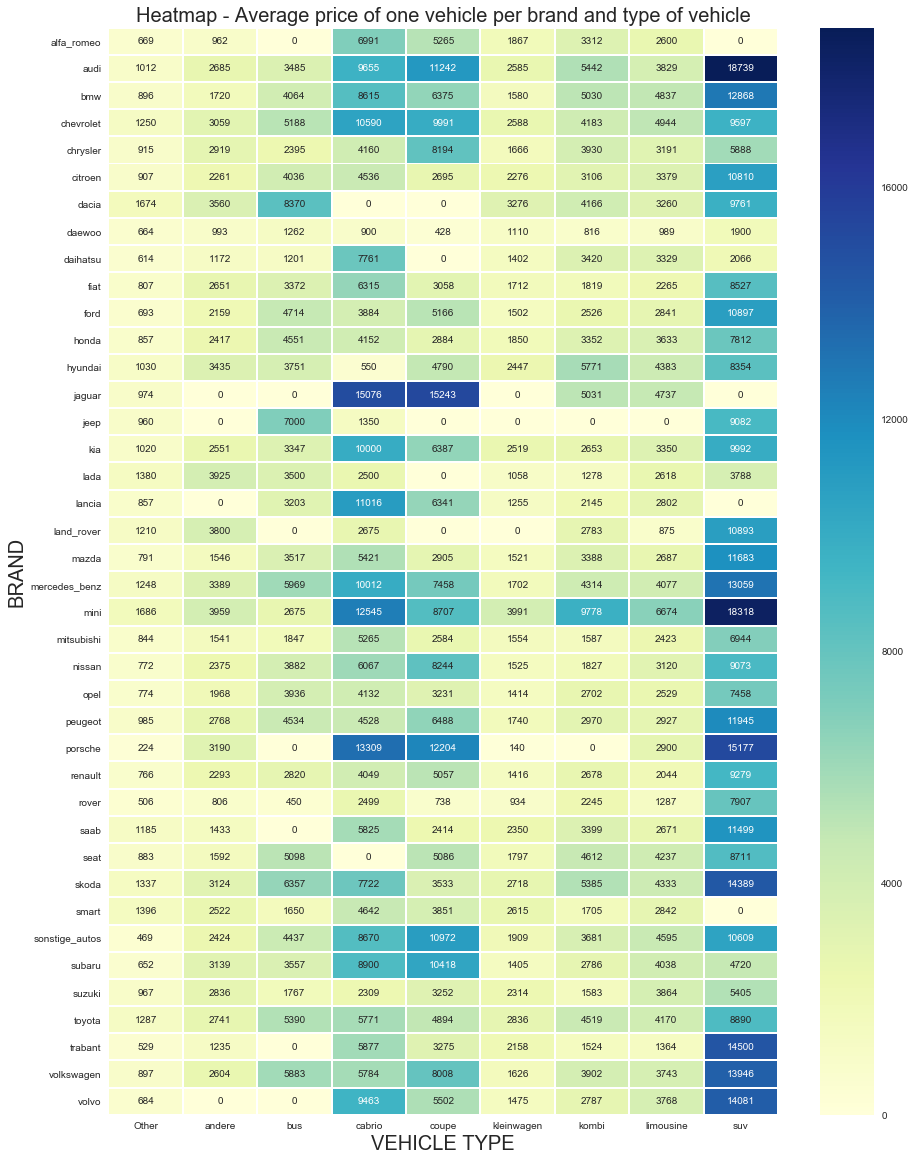 Heatmap - Average price of one vehicle per brand and type of vehicle
alfa_romeo 669 962 0 6991 5265 1867 3312 2600 0
audi 1012 2685 3485 9655 11242 2585 5442 3829 18739
bmw 896 1720 4064 8615 6375 1580 5030 4837 12868
chevrolet 1250 3059 5188 10590 9991 2588 4183 4944 9597
chrysler 915 2919 2395 4160 8194 1666 3930 3191 5888
citroen 907 2261 4036 4536 2695 2276 3106 3379 10810
dacia 1674 3560 8370 0 0 3276 4166 3260 9761
daewoo 664 993 1262 900 428 1110 816 989 1900
daihatsu 614 1172 1201 7761 0 1402 3420 3329 2066
fiat 807 2651 3372 6315 3058 1712 1819 2265 8527
ford 693 2159 4714 3884 5166 1502 2526 2841 10897
honda 857 2417 4551 4152 2884 1850 3352 3633 7812
hyundai 1030 3435 3751 550 4790 2447 5771 4383 8354
jaguar 974 0 0 15076 15243 0 5031 4737 0
jeep 960 0 7000 1350 0 0 0 0 9082
kia 1020 2551 3347 10000 6387 2519 2653 3350 9992
lada 1380 3925 3500 2500 0 1058 1278 2618 3788
lancia 857 0 3203 11016 6341 1255 2145 2802 0
land_rover 1210 3800 0 2675 0 0 2783 875 10893
mazda 791 1546 3517 5421 2905 1521 3388 2687 11683
mercedes_benz 1248 3389 5969 10012 7458 1702 4314 4077 13059
mini 1686 3959 2675 12545 8707 3991 9778 6674 18318
mitsubishi 844 1541 1847 5265 2584 1554 1587 2423 6944
nissan 772 2375 3882 6067 8244 1525 1827 3120 9073
opel 774 1968 3936 4132 3231 1414 2702 2529 7458
peugeot 985 2768 4534 4528 6488 1740 2970 2927 11945
porsche 224 3190 0 13309 12204 140 0 2900 15177
renault 766 2293 2820 4049 5057 1416 2678 2044 9279
rover 506 806 450 2499 738 934 2245 1287 7907
saab 1185 1433 0 5825 2414 2350 3399 2671 11499
seat 883 1592 5098 0 5086 1797 4612 4237 8711
skoda 1337 3124 6357 7722 3533 2718 5385 4333 14389
smart 1396 2522 1650 4642 3851 2615 1705 2842 0
sonstige_autos 469 2424 4437 8670 10972 1909 3681 4595 10609
subaru 652 3139 3557 8900 10418 1405 2786 4038 4720
suzuki 967 2836 1767 2309 3252 2314 1583 3864 5405
toyota 1287 2741 5390 5771 4894 2836 4519 4170 8890
trabant 529 1235 0 5877 3275 2158 1524 1364 14500
volkswagen 897 2604 5883 5784 8008 1626 3902 3743 13946
volvo 684 0 0 9463 5502 1475 2787 3768 14081
Other andere bus cabrio coupe kleinwagen kombi limousine suv
VEHICLE TYPE
BRAND
16000
12000
8000
4000
0